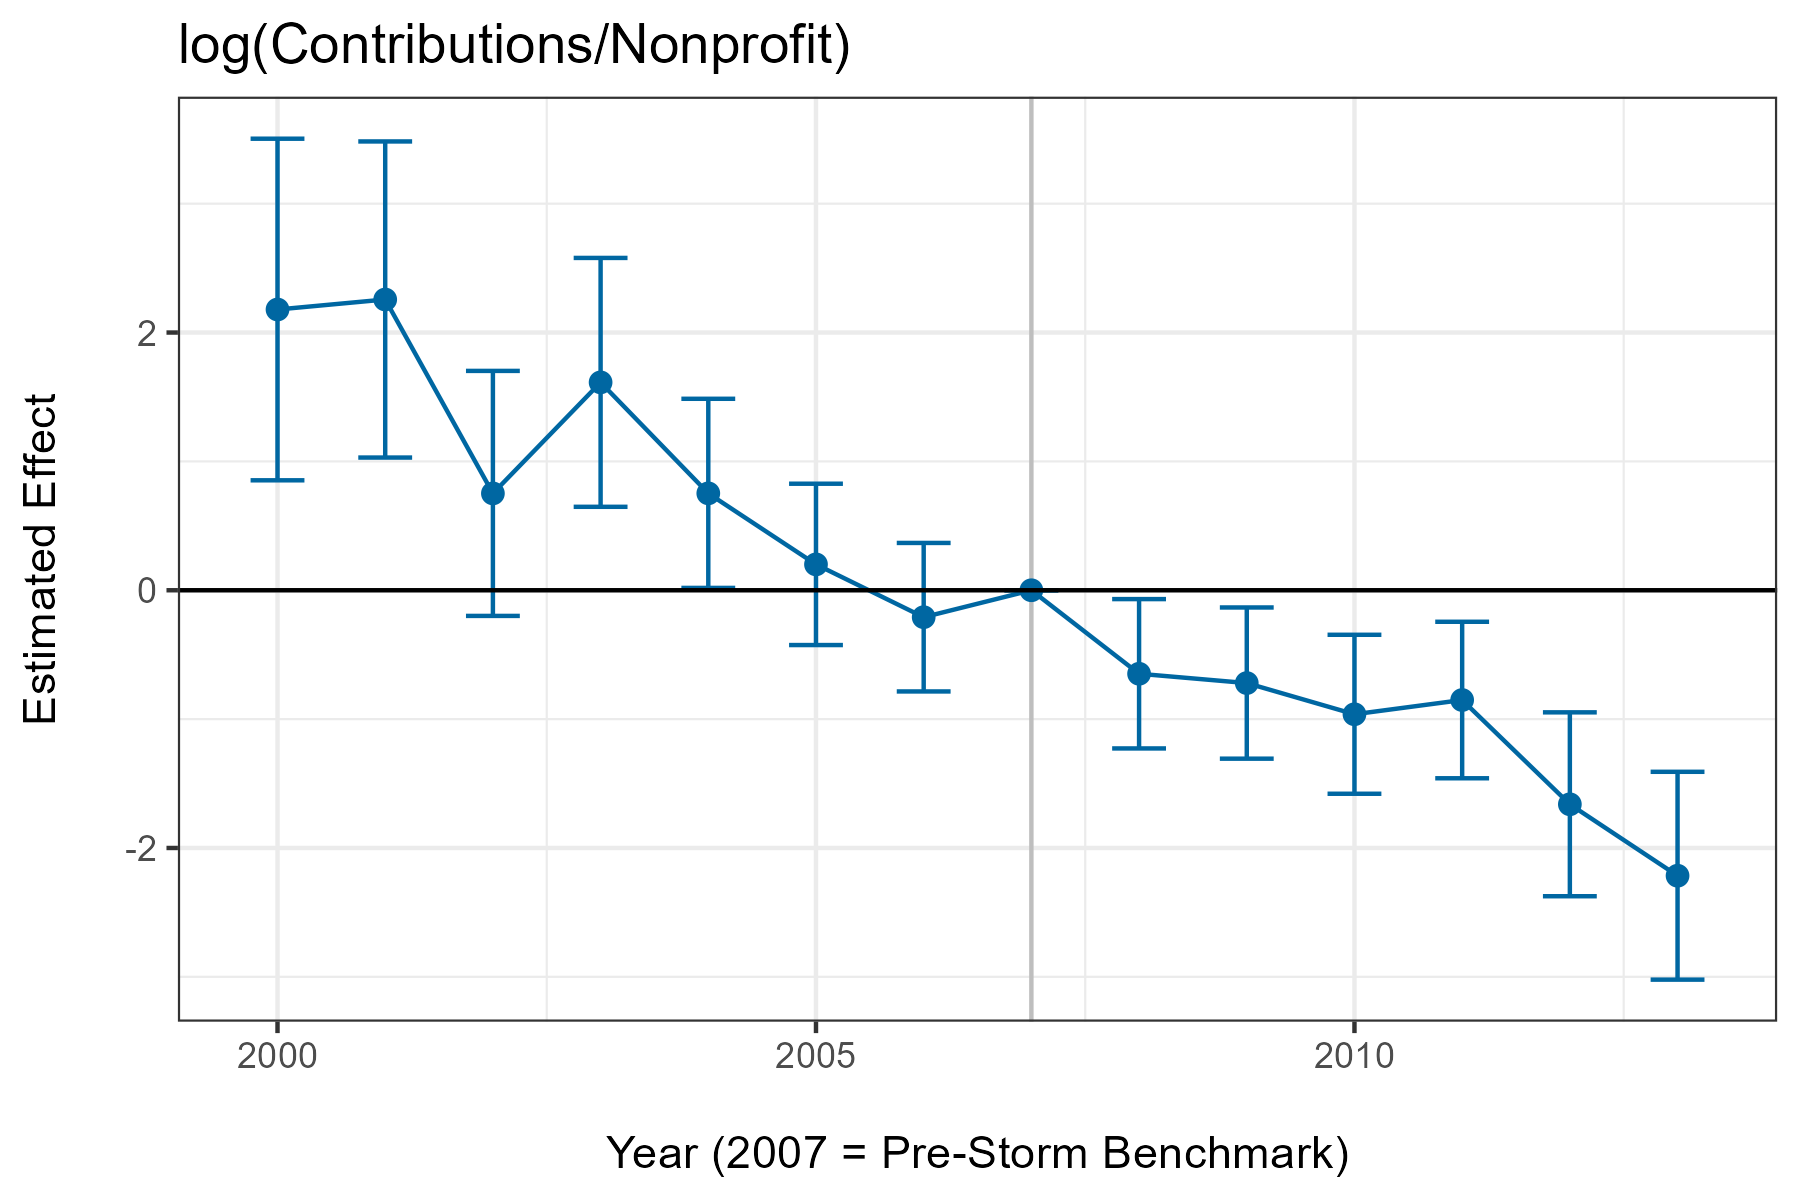 log(Contributions/Nonprofit)
Estimated Effect
2
0
-2
2000 2005 2010
Year (2007 = Pre-Storm Benchmark)